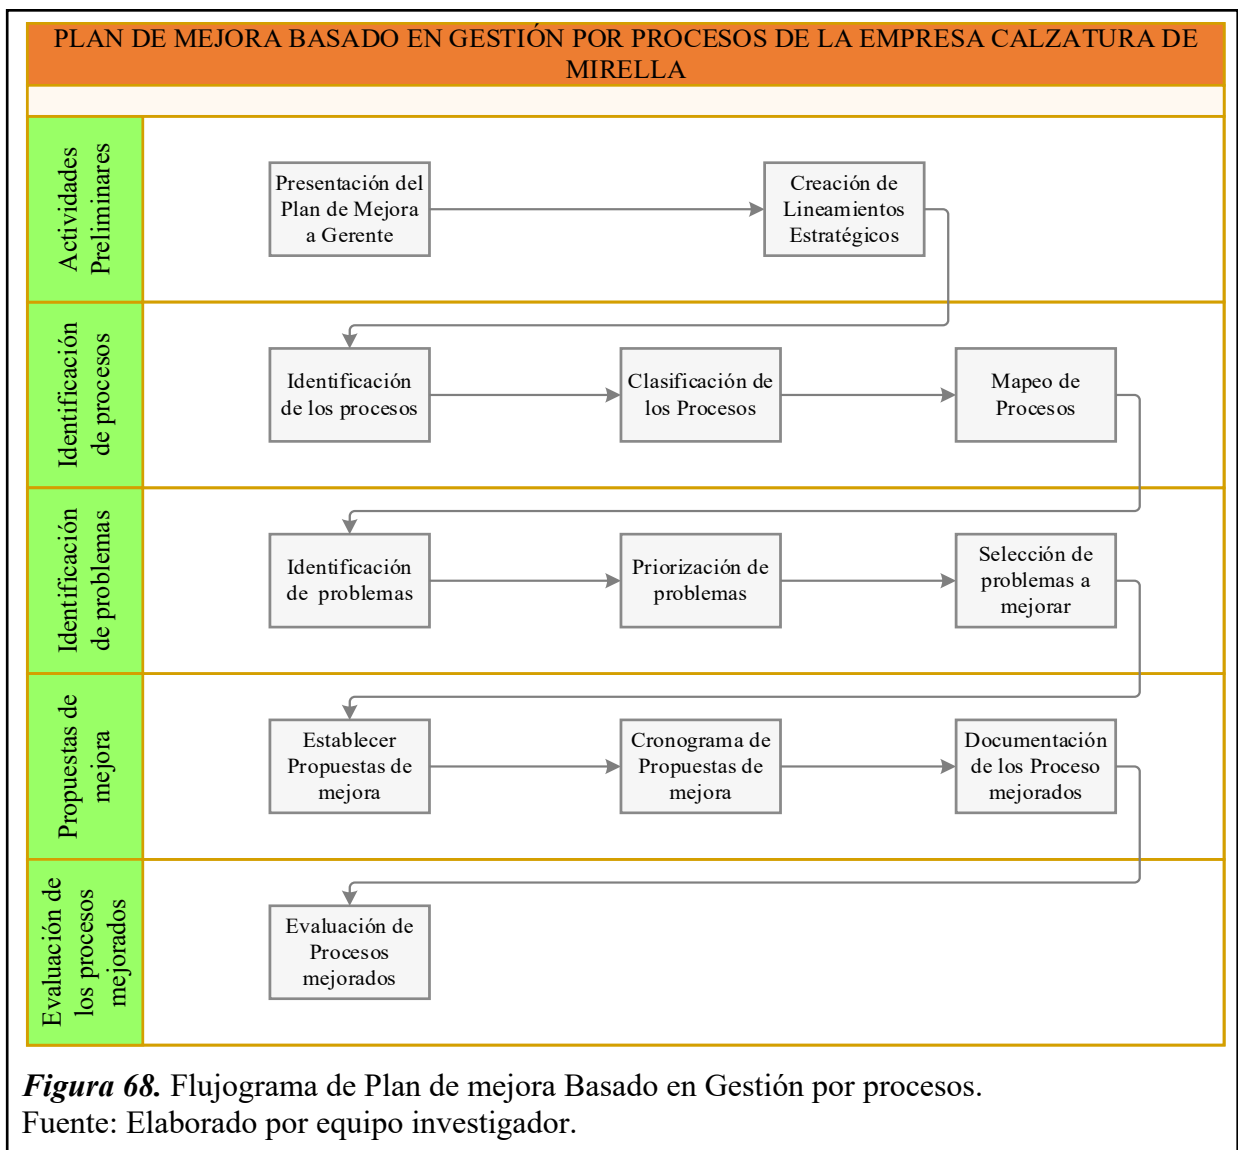 PLAN DE MEJORA BASADO EN GESTIÓN POR PROCESOS DE LA EMPRESA CALZATURA DE
MIRELLA
Actividades
Preliminares
Presentación del
Plan de Mejora
a Gerente
Creación de
Lineamientos
Estratégicos
Identificación
de procesos
Identificación
de los procesos
Clasificación de
los Procesos
Mapeo de
Procesos
Identificación
de problemas
Identificación
de problemas
Priorización de
problemas
Selección de
problemas a
mejorar
Propuestas de
mejora
Establecer
Propuestas de
mejora
Cronograma de
Propuestas de
mejora
Documentación
de los Proceso
mejorados
Evaluación de
los procesos
mejorados
Evaluación de
Procesos
mejorados
Figura 68. Flujograma de Plan de mejora Basado en Gestión por procesos.
Fuente: Elaborado por equipo investigador.